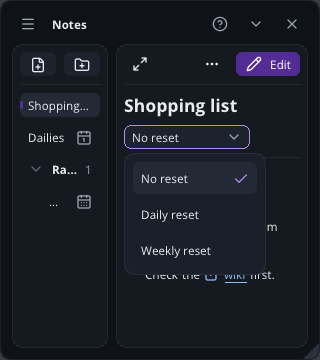 Notes
Edit
Shopping...
Dailies
Ra... 1
...
Shopping list
No reset
No reset
Daily reset
Weekly reset
m
Check the wiki first.